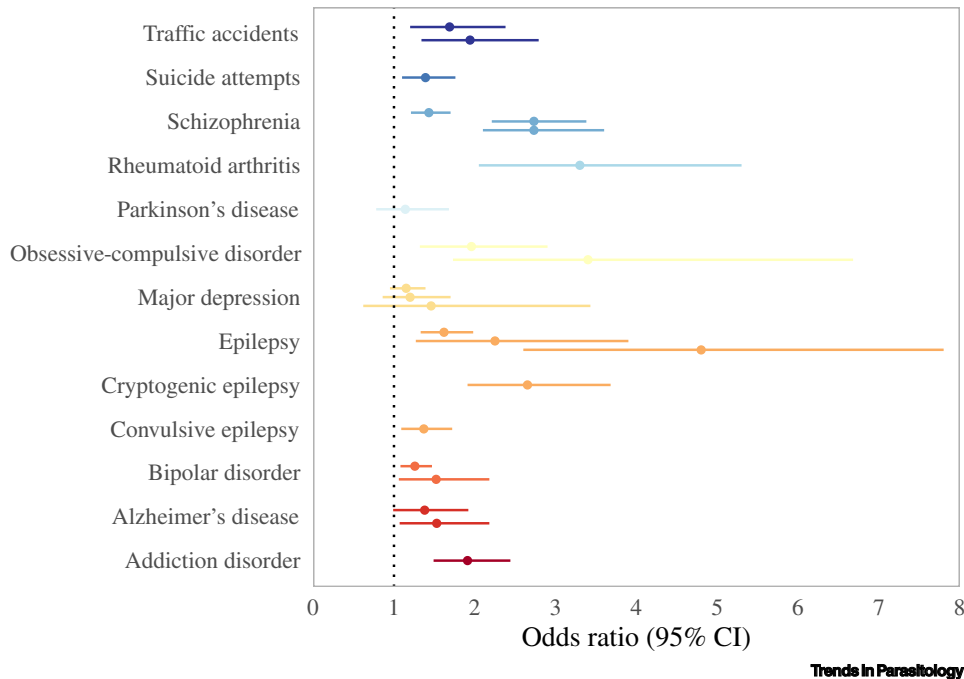 Traffic accidents
Suicide attempts
Schizophrenia
Rheumatoid arthritis
Parkinson’s disease
Obsessive-compulsive disorder
Major depression
Epilepsy
Cryptogenic epilepsy
Convulsive epilepsy
Bipolar disorder
Alzheimer’s disease
Addiction disorder
0 1 2 3 4 5 6 7 8
Odds ratio (95% CI)
Trends in Parasitology